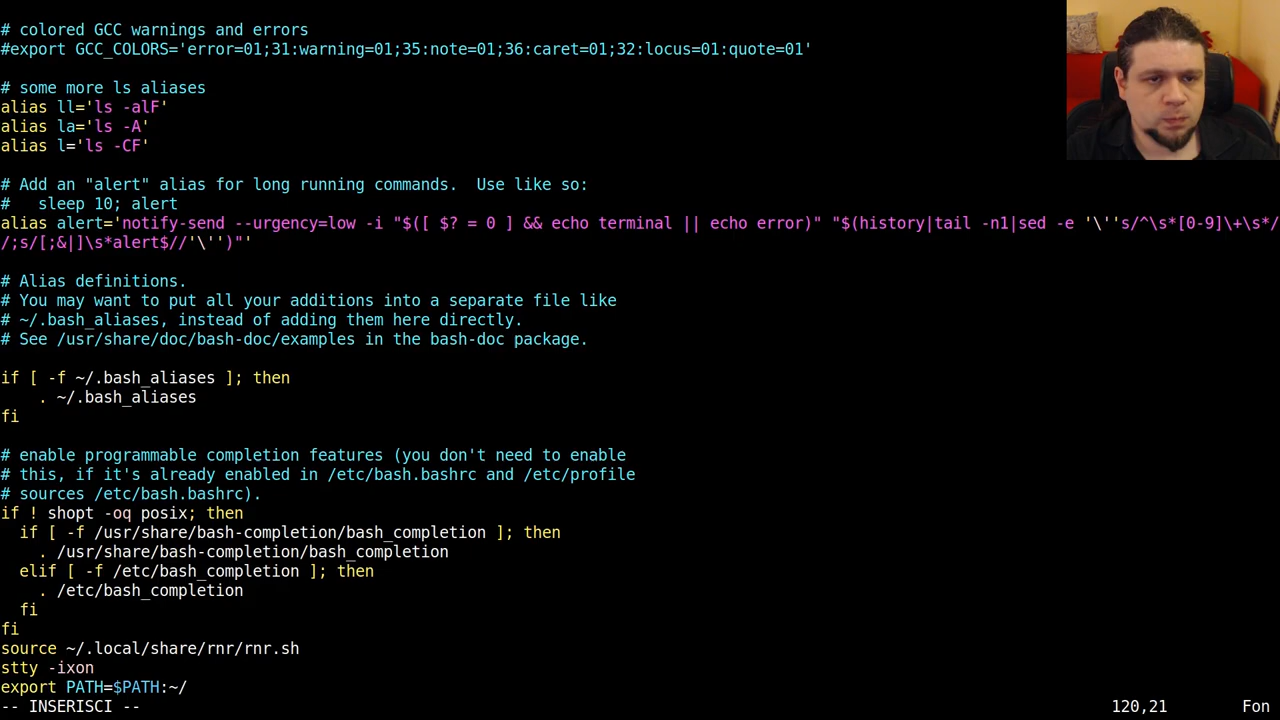 # colored GCC warnings and errors
#export GCC_COLORS='error=01;31:warning=01;35:note=01;36:caret=01;32:locus=01:quote=01'
# some more ls aliases
alias ll='ls -alF'
alias la='ls -A'
alias l='ls -CF'
# Add an "alert" alias for long running commands.  Use like so:
#   sleep 10; alert
alias alert='notify-send --urgency=low -i "$([ $? = 0 ] && echo terminal || echo error)" "$(history|tail -n1|sed -e '\''s/^\s*[0-9]\+\s*/
/;s/[;&|]\s*alert$//'\'')"'
# Alias definitions.
# You may want to put all your additions into a separate file like
# ~/.bash_aliases, instead of adding them here directly.
# See /usr/share/doc/bash-doc/examples in the bash-doc package.
if [ -f ~/.bash_aliases ]; then
    . ~/.bash_aliases
fi
# enable programmable completion features (you don't need to enable
# this, if it's already enabled in /etc/bash.bashrc and /etc/profile
# sources /etc/bash.bashrc).
if ! shopt -oq posix; then
  if [ -f /usr/share/bash-completion/bash_completion ]; then
    . /usr/share/bash-completion/bash_completion
  elif [ -f /etc/bash_completion ]; then
    . /etc/bash_completion
  fi
fi
source ~/.local/share/rnr/rnr.sh
stty -ixon
export PATH=$PATH:~/
-- INSERISCI --                                        120,21        Fon